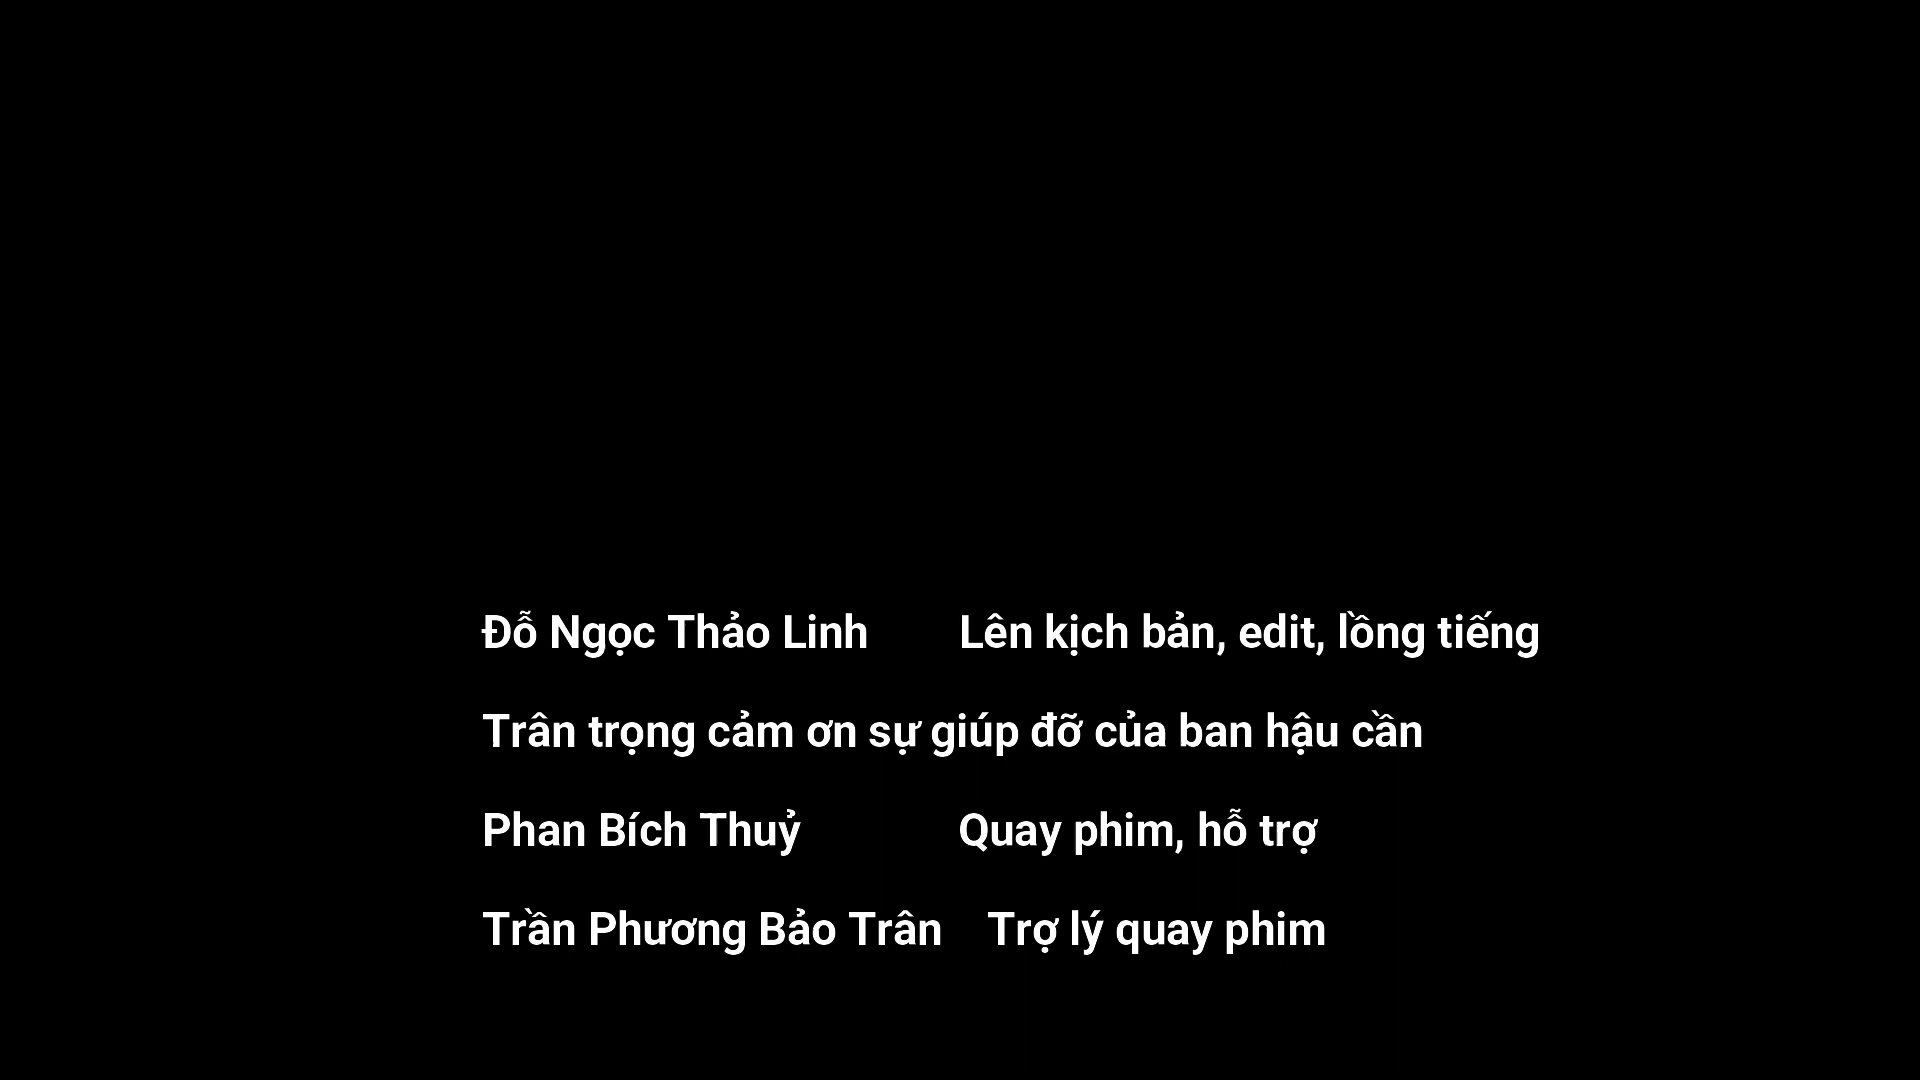 Đỗ Ngọc Thảo Linh Lên kịch bản, edit, lồng tiếng
Trân trọng cảm ơn sự giúp đỡ của ban hậu cần
Phan Bích Thuỷ Quay phim, hỗ trợ
Trần Phương Bảo Trân Trợ lý quay phim